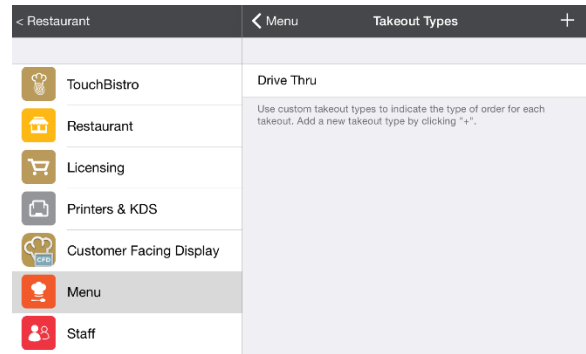 < Restaurant
Menu
Takeout Types
+
TouchBistro
Restaurant
Licensing
Printers & KDS
CFD
Customer Facing Display
Menu
Staff
Drive Thru
Use custom takeout types to indicate the type of order for each
takeout. Add a new takeout type by clicking "+".